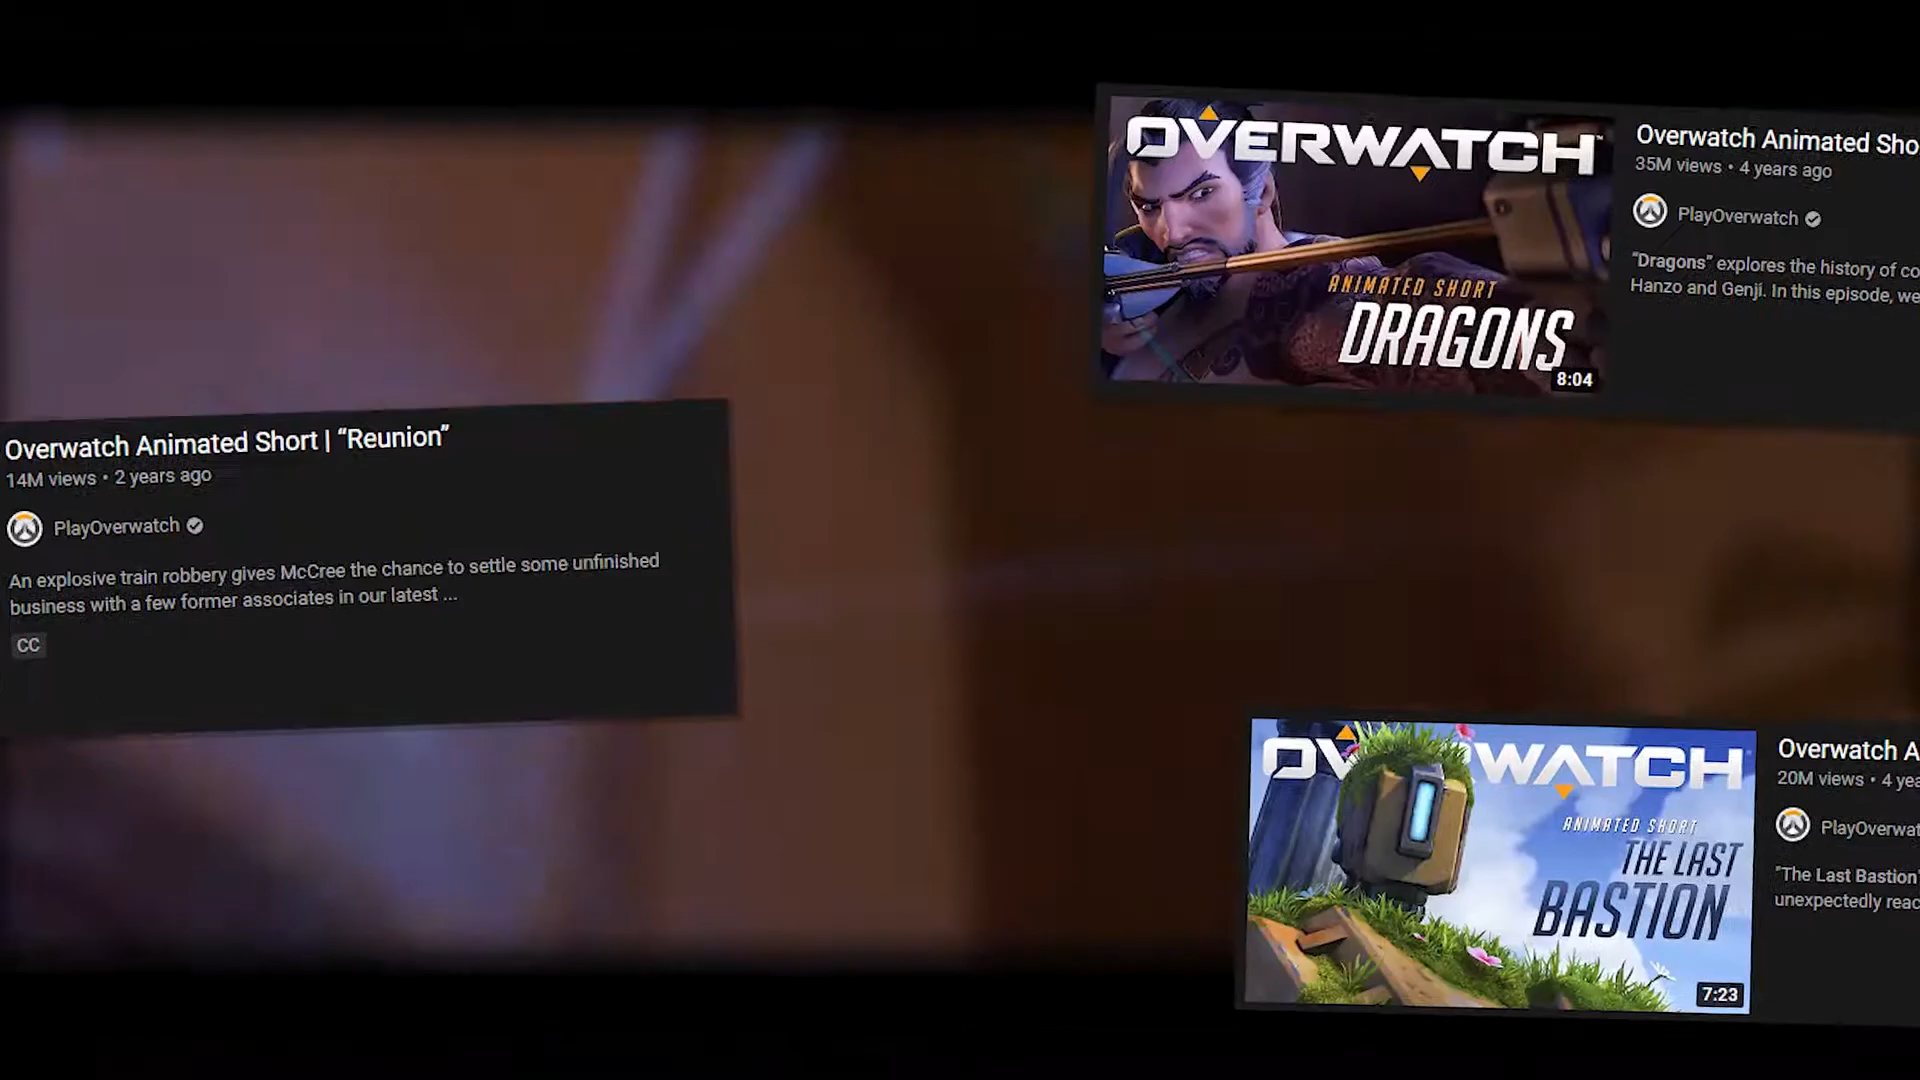 Overwatch Animated Short | “Reunion”
14M views • 2 years ago
PlayOverwatch
An explosive train robbery gives McCree the chance to settle some unfinished
business with a few former associates in our latest ...
CC
OVERWATCH
ANIMATED SHORT
DRAGONS
8:04
Overwatch Animated Sho
35M views • 4 years ago
PlayOverwatch
“Dragons” explores the history of co
Hanzo and Genji. In this episode, we
OV WATCH
ANIMATED SHORT
THE LAST
BASTION
7:23
Overwatch A
20M views • 4 yea
PlayOverwat
"The Last Bastion"
unexpectedly reac